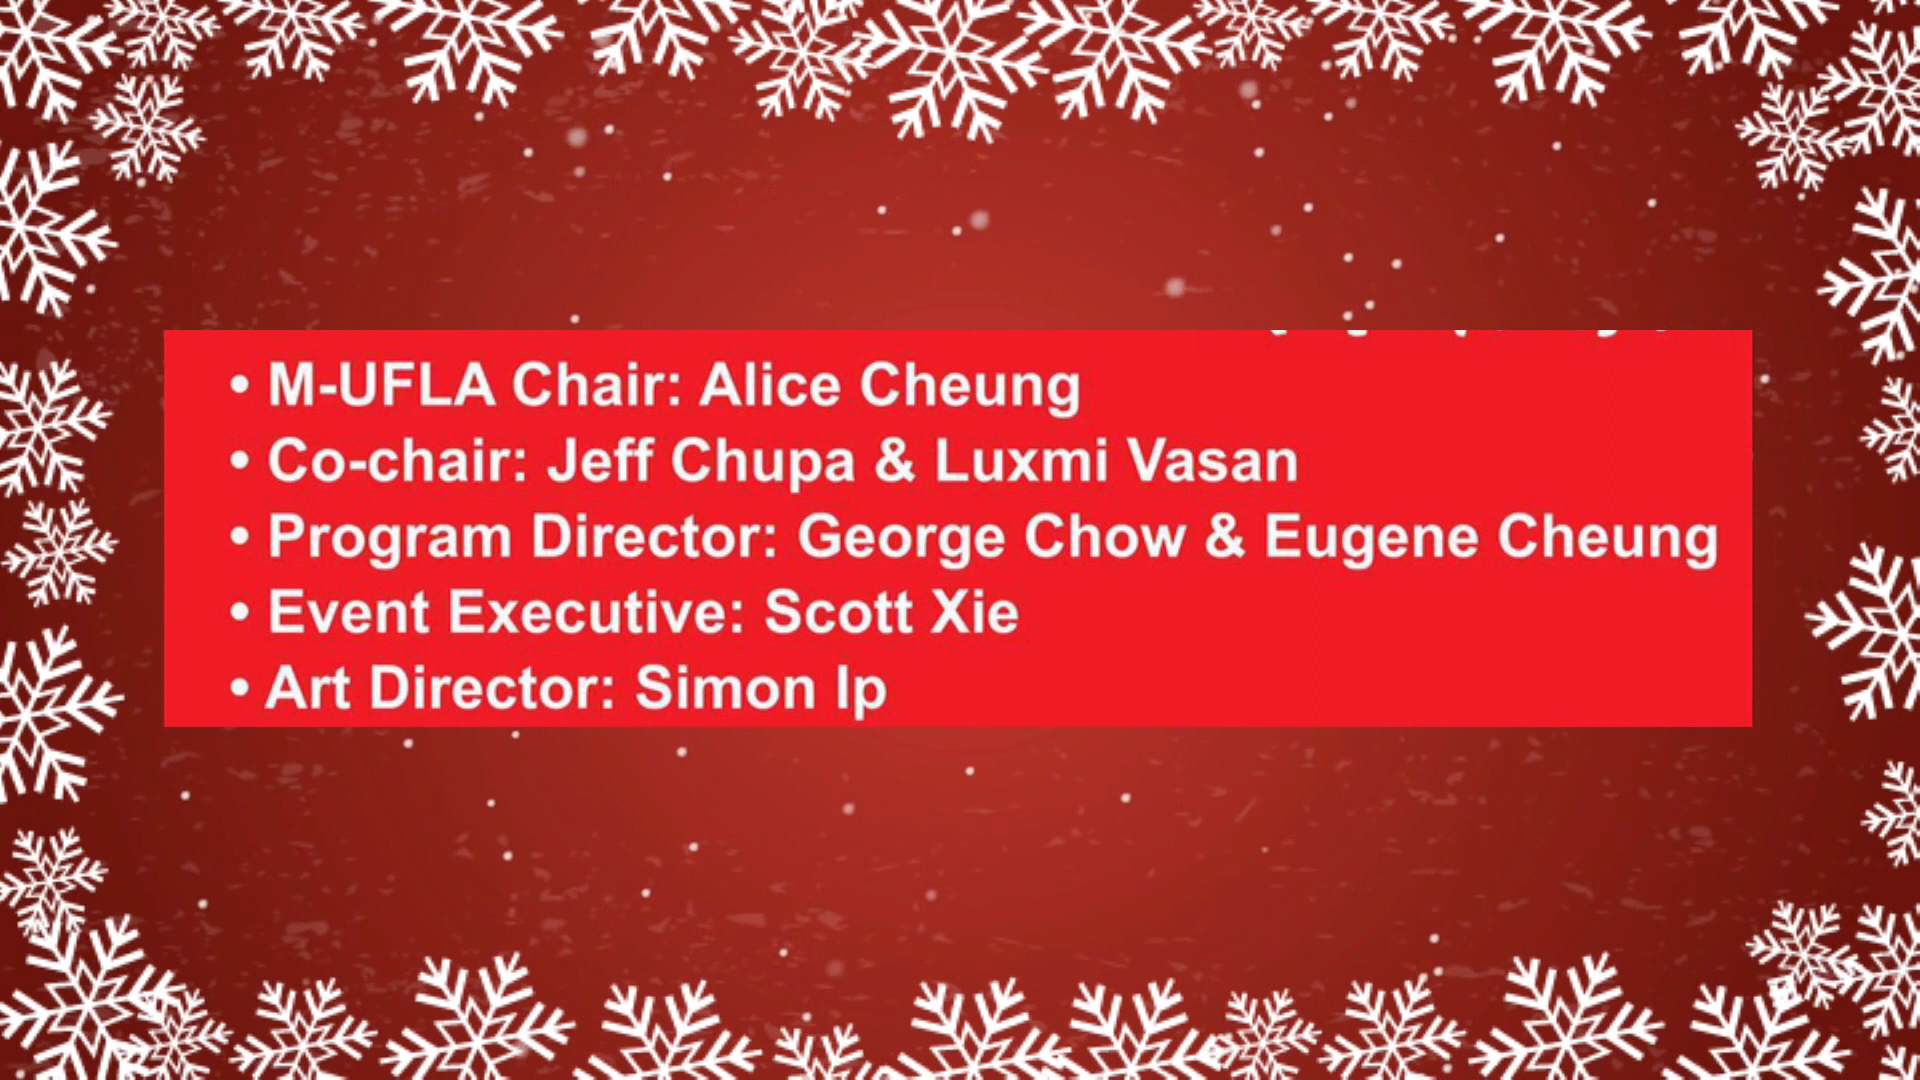 • M-UFLA Chair: Alice Cheung
• Co-chair: Jeff Chupa & Luxmi Vasan
• Program Director: George Chow & Eugene Cheung
• Event Executive: Scott Xie
• Art Director: Simon Ip